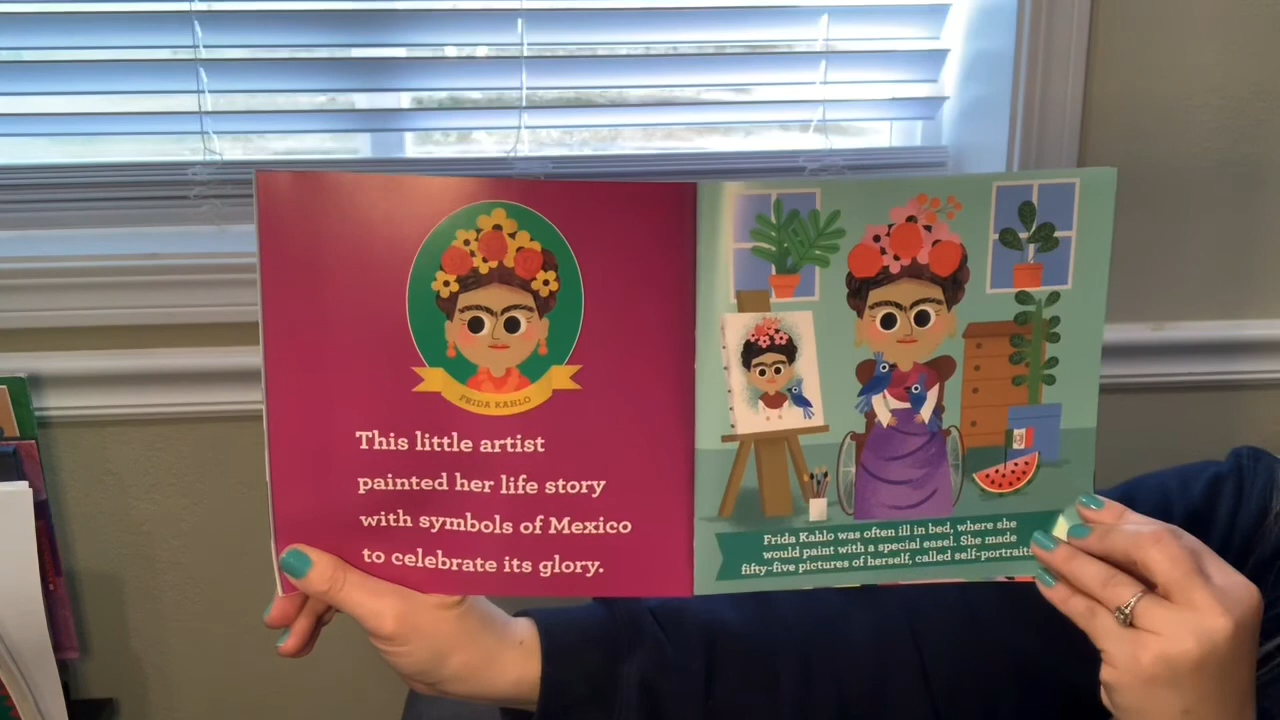 FRIDA KAHLO
This little artist
painted her life story
with symbols of Mexico
to celebrate its glory.
Frida Kahlo was often ill in bed, where she
would paint with a special easel. She made
fifty-five pictures of herself, called self-portraits